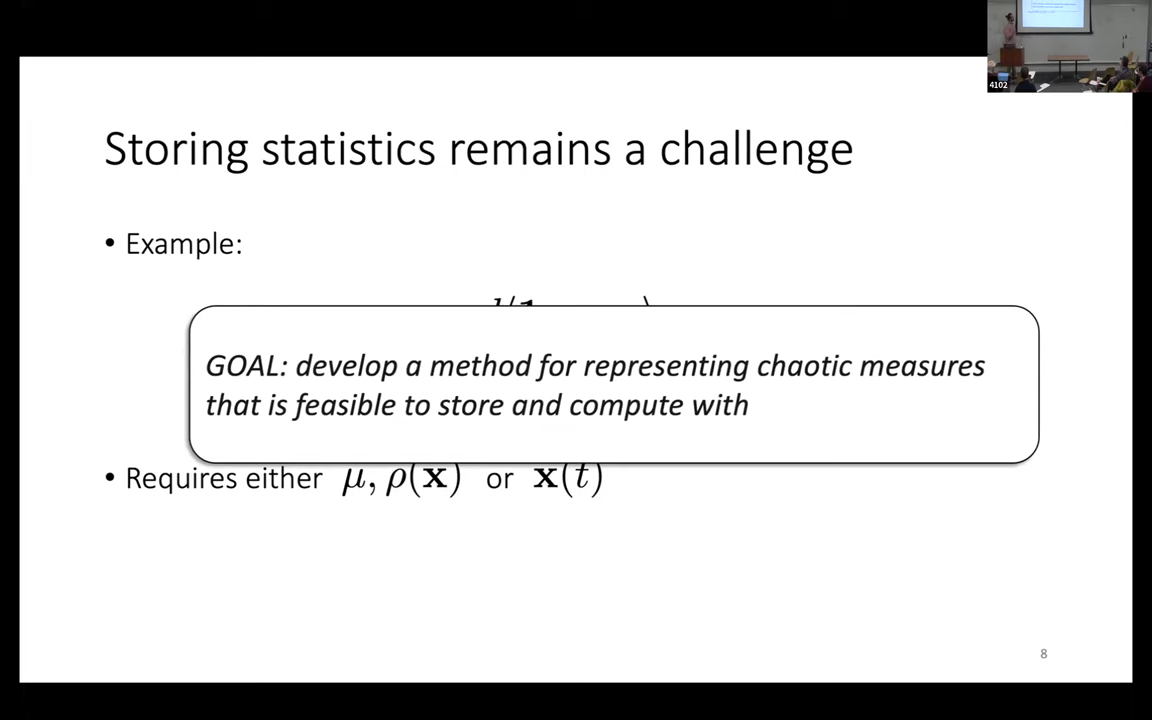 4102
Storing statistics remains a challenge
• Example:
GOAL: develop a method for representing chaotic measures
that is feasible to store and compute with
• Requires either μ, ρ(𝐱) or 𝐱(t)
8